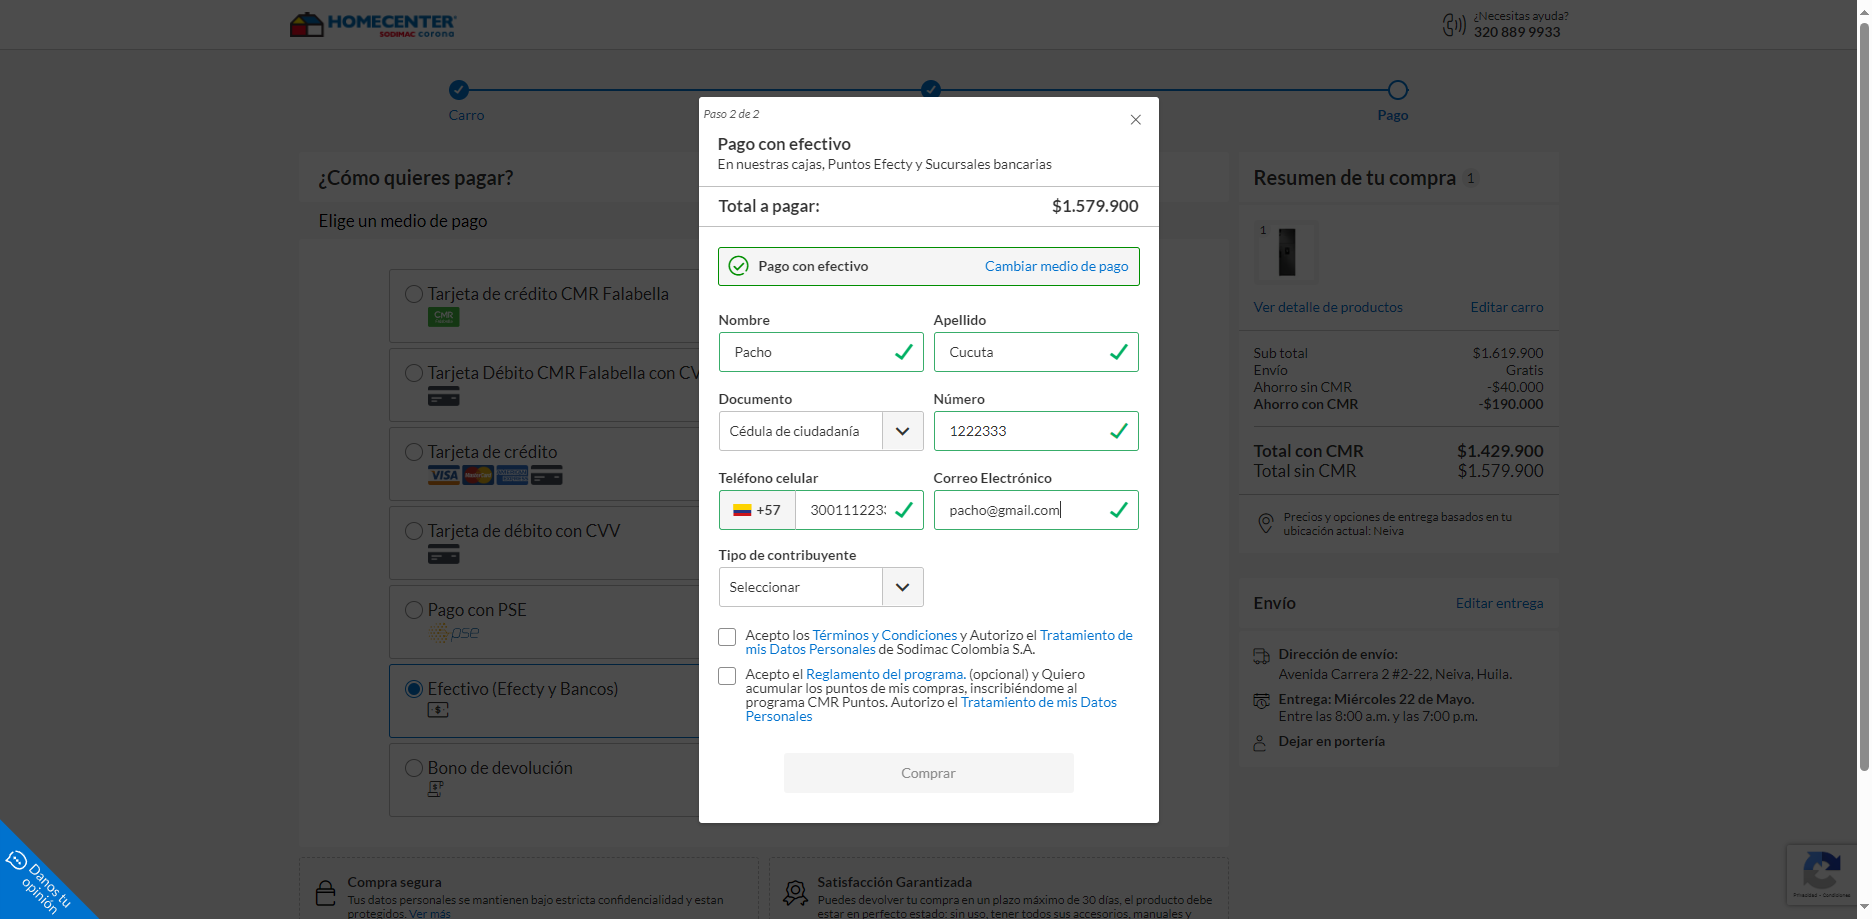 HOMECENTER
SODIMAC corona
¿Necesitas ayuda?
320 889 9933
Carro
Pago
¿Cómo quieres pagar?
Elige un medio de pago
Tarjeta de crédito CMR Falabella
CMR
Tarjeta Débito CMR Falabella con CV
Tarjeta de crédito
VISA
Tarjeta de débito con CVV
Pago con PSE
pse
Efectivo (Efecty y Bancos)
Bono de devolución
Paso 2 de 2
Pago con efectivo
En nuestras cajas, Puntos Efecty y Sucursales bancarias
Total a pagar: $1.579.900
Pago con efectivo Cambiar medio de pago
Nombre Apellido
Pacho Cucuta
Documento Número
Cédula de ciudadanía 1222333
Teléfono celular Correo Electrónico
+57 300111223 pacho@gmail.com
Tipo de contribuyente
Seleccionar
Acepto los Términos y Condiciones y Autorizo el Tratamiento de
mis Datos Personales de Sodimac Colombia S.A.
Acepto el Reglamento del programa. (opcional) y Quiero
acumular los puntos de mis compras, inscribiéndome al
programa CMR Puntos. Autorizo el Tratamiento de mis Datos
Personales
Comprar
Resumen de tu compra 1
1
Ver detalle de productos Editar carro
Sub total $1.619.900
Envío Gratis
Ahorro sin CMR -$40.000
Ahorro con CMR -$190.000
Total con CMR $1.429.900
Total sin CMR $1.579.900
Precios y opciones de entrega basados en tu
ubicación actual: Neiva
Envío Editar entrega
Dirección de envío:
Avenida Carrera 2 #2-22, Neiva, Huila.
Entrega: Miércoles 22 de Mayo.
Entre las 8:00 a.m. y las 7:00 p.m.
Dejar en portería
Compra segura
Tus datos personales se mantienen bajo estricta confidencialidad y estan
protegidos. Ver más
Satisfacción Garantizada
Puedes devolver tu compra en un plazo máximo de 30 días, el producto debe
estar en perfecto estado: sin uso, tener todos sus accesorios, manuales y
Danos tu
opinión
Privacidad - Condiciones